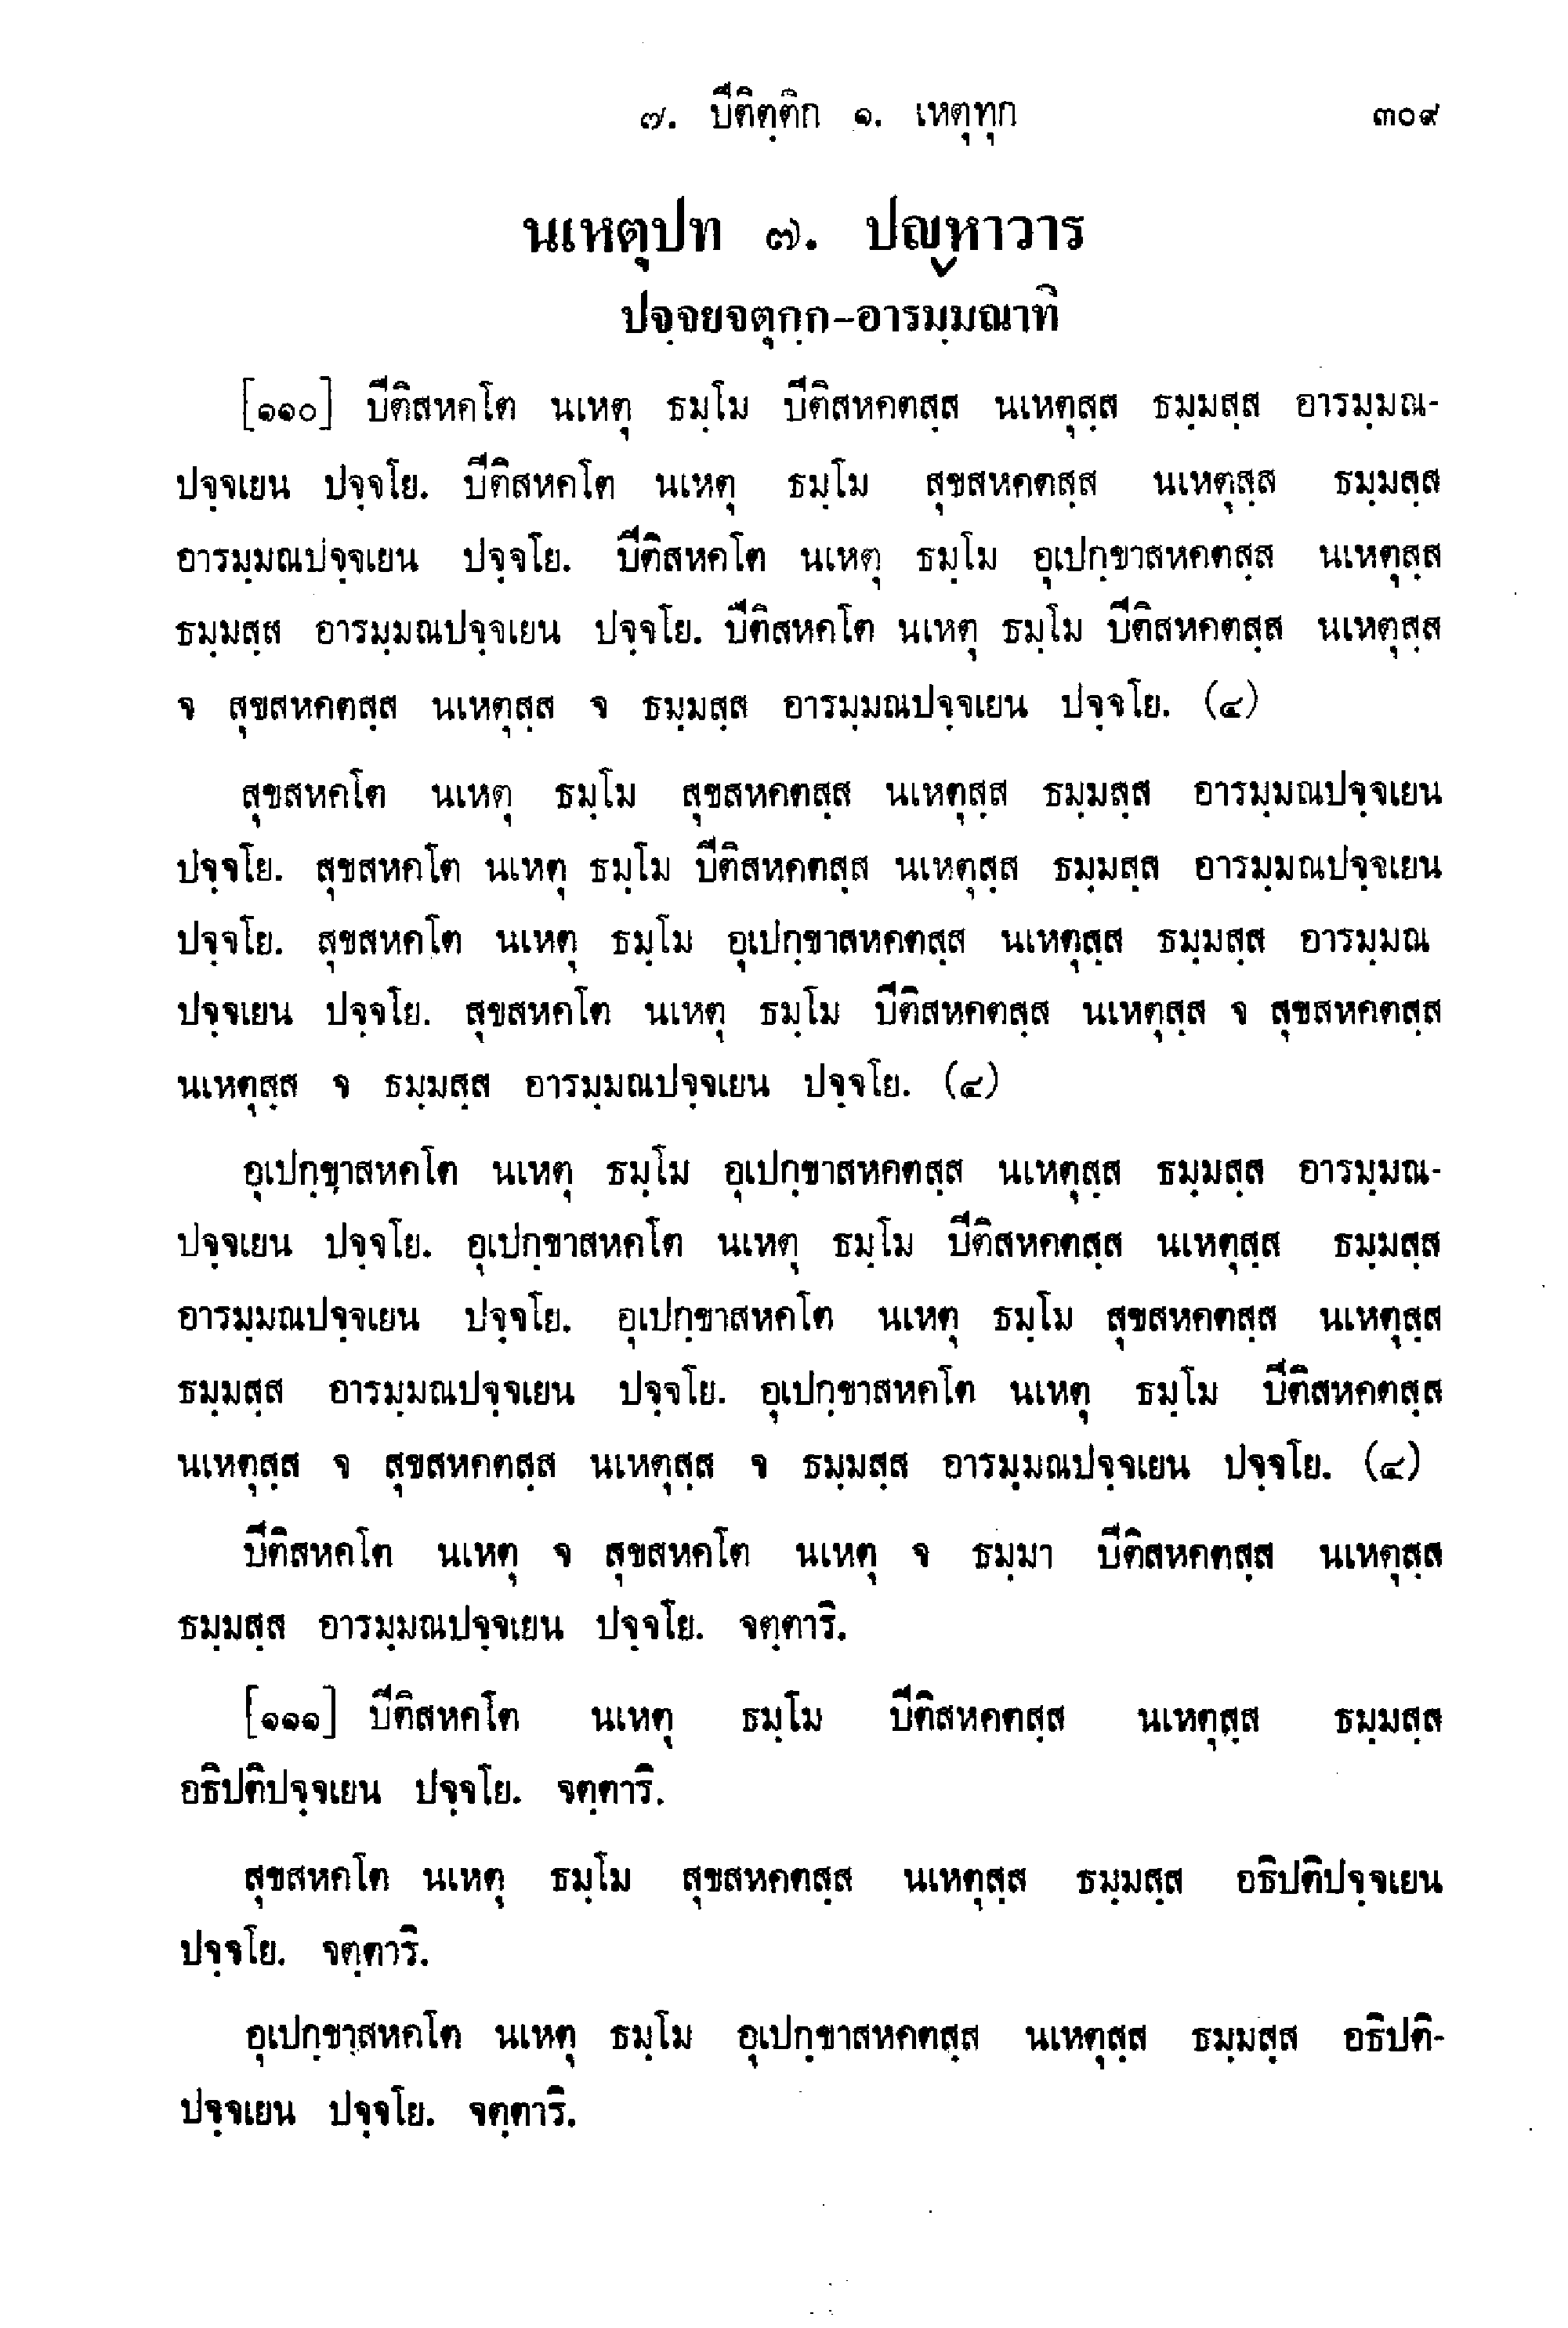 ๗. ปีติตฺติก ๑. เหตุทุก ๓๐๙
นเหตุปท ๗. ปญฺหาวาร
ปจฺจยจตุกฺก-อารมฺมณาทิ
[๑๑๐] ปีติสหคโต นเหตุ ธมฺโม ปีติสหคตสฺส นเหตุสฺส ธมฺมสฺส อารมฺมณ-
ปจฺจเยน ปจฺจโย. ปีติสหคโต นเหตุ ธมฺโม สุขสหคตสฺส นเหตุสฺส ธมฺมสฺส
อารมฺมณปจฺจเยน ปจฺจโย. ปีติสหคโต นเหตุ ธมฺโม อุเปกฺขาสหคตสฺส นเหตุสฺส
ธมฺมสฺส อารมฺมณปจฺจเยน ปจฺจโย. ปีติสหคโต นเหตุ ธมฺโม ปีติสหคตสฺส นเหตุสฺส
จ สุขสหคตสฺส นเหตุสฺส จ ธมฺมสฺส อารมฺมณปจฺจเยน ปจฺจโย. (๔)
สุขสหคโต นเหตุ ธมฺโม สุขสหคตสฺส นเหตุสฺส ธมฺมสฺส อารมฺมณปจฺจเยน
ปจฺจโย. สุขสหคโต นเหตุ ธมฺโม ปีติสหคตสฺส นเหตุสฺส ธมฺมสฺส อารมฺมณปจฺจเยน
ปจฺจโย. สุขสหคโต นเหตุ ธมฺโม อุเปกฺขาสหคตสฺส นเหตุสฺส ธมฺมสฺส อารมฺมณ
ปจฺจเยน ปจฺจโย. สุขสหคโต นเหตุ ธมฺโม ปีติสหคตสฺส นเหตุสฺส จ สุขสหคตสฺส
นเหตุสฺส จ ธมฺมสฺส อารมฺมณปจฺจเยน ปจฺจโย. (๔)
อุเปกฺขาสหคโต นเหตุ ธมฺโม อุเปกฺขาสหคตสฺส นเหตุสฺส ธมฺมสฺส อารมฺมณ-
ปจฺจเยน ปจฺจโย. อุเปกฺขาสหคโต นเหตุ ธมฺโม ปีติสหคตสฺส นเหตุสฺส ธมฺมสฺส
อารมฺมณปจฺจเยน ปจฺจโย. อุเปกฺขาสหคโต นเหตุ ธมฺโม สุขสหคตสฺส นเหตุสฺส
ธมฺมสฺส อารมฺมณปจฺจเยน ปจฺจโย. อุเปกฺขาสหคโต นเหตุ ธมฺโม ปีติสหคตสฺส
นเหตุสฺส จ สุขสหคตสฺส นเหตุสฺส จ ธมฺมสฺส อารมฺมณปจฺจเยน ปจฺจโย. (๔)
ปีติสหคโต นเหตุ จ สุขสหคโต นเหตุ จ ธมฺมา ปีติสหคตสฺส นเหตุสฺส
ธมฺมสฺส อารมฺมณปจฺจเยน ปจฺจโย. จตฺตาริ.
[๑๑๑] ปีติสหคโต นเหตุ ธมฺโม ปีติสหคตสฺส นเหตุสฺส ธมฺมสฺส
อธิปติปจฺจเยน ปจฺจโย. จตฺตาริ.
สุขสหคโต นเหตุ ธมฺโม สุขสหคตสฺส นเหตุสฺส ธมฺมสฺส อธิปติปจฺจเยน
ปจฺจโย. จตฺตาริ.
อุเปกฺขาสหคโต นเหตุ ธมฺโม อุเปกฺขาสหคตสฺส นเหตุสฺส ธมฺมสฺส อธิปติ-
ปจฺจเยน ปจฺจโย. จตฺตาริ.